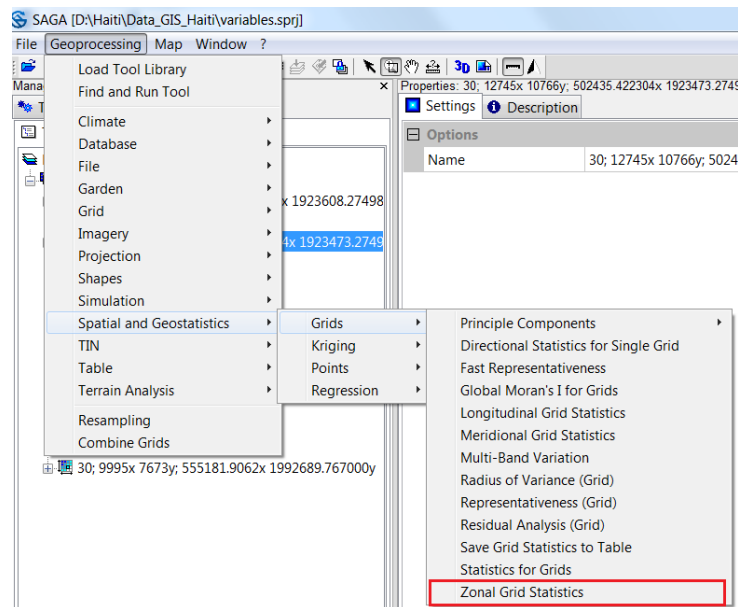 SAGA [D:\Haiti\Data_GIS_Haiti\variables.sprj]
File Geoprocessing Map Window ?
3D
Properties: 30; 12745x 10766y; 502435.422304x 1923473.2749
Settings Description
Options
Name 30; 12745x 10766y; 5024
Load Tool Library
Find and Run Tool
Climate
Database
File
Garden
Grid
Imagery
Projection
Shapes
Simulation
Spatial and Geostatistics
TIN
Table
Terrain Analysis
Resampling
Combine Grids
x 1923608.27498
4x 1923473.2749
30; 9995x 7673y; 555181.9062x 1992689.767000y
Grids
Kriging
Points
Regression
Principle Components
Directional Statistics for Single Grid
Fast Representativeness
Global Moran's I for Grids
Longitudinal Grid Statistics
Meridional Grid Statistics
Multi-Band Variation
Radius of Variance (Grid)
Representativeness (Grid)
Residual Analysis (Grid)
Save Grid Statistics to Table
Statistics for Grids
Zonal Grid Statistics